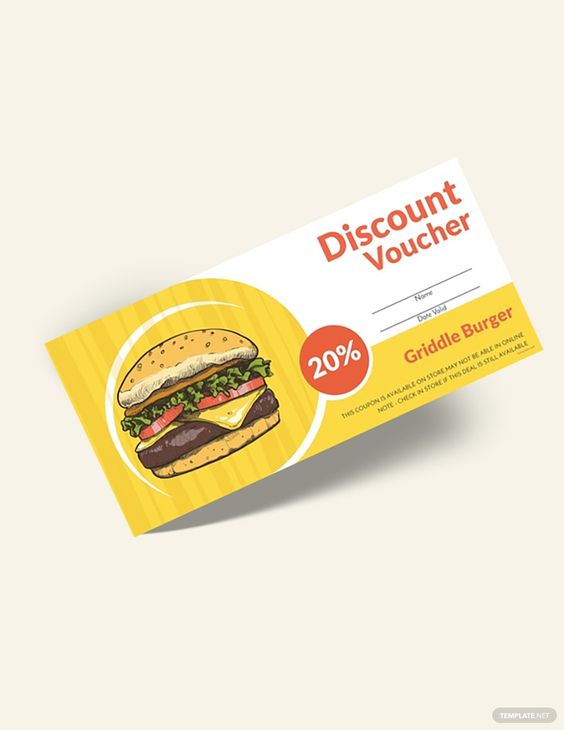 Discount
Voucher
Name
Date Valid
20%
Griddle Burger
THIS COUPON IS AVAILABLE ON STORE MAY NOT BE ABLE IN ONLINE
NOTE - CHECK IN STORE IF THIS DEAL IS STILL AVAILABLE
TEMPLATE.NET